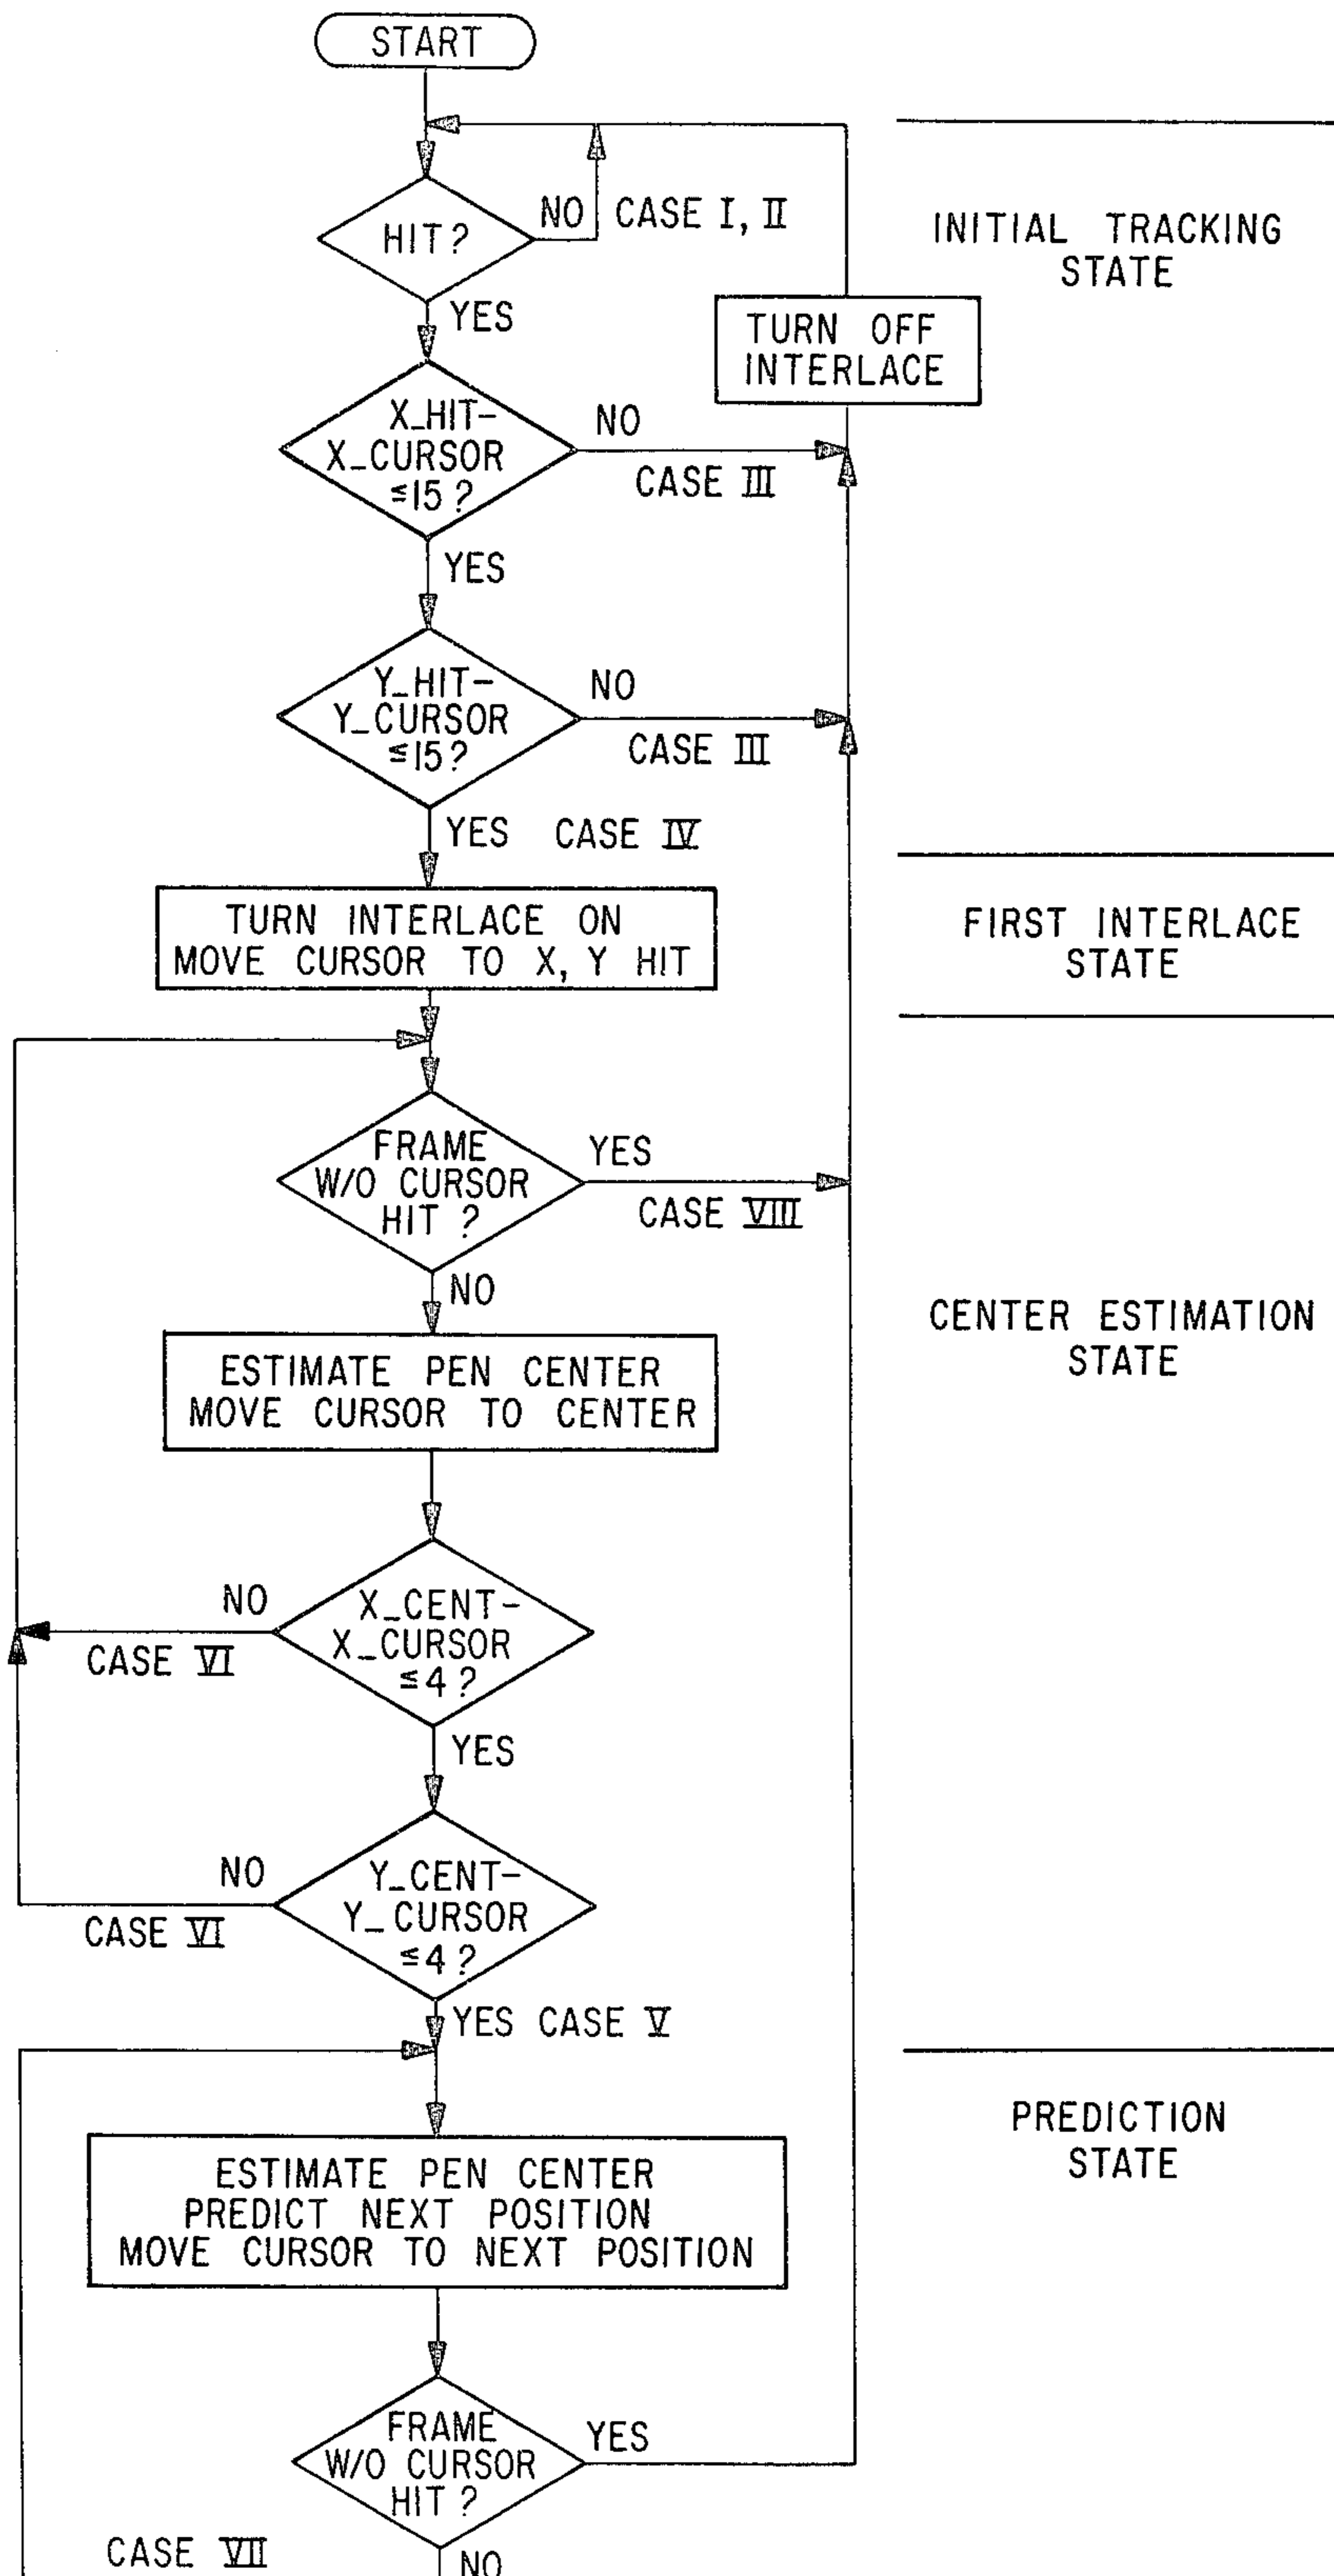 START
HIT?
NO
CASE I, II
INITIAL TRACKING
STATE
YES
TURN OFF
INTERLACE
X_HIT-
X_CURSOR
≤15?
NO
CASE III
YES
Y_HIT-
Y_CURSOR
≤15?
NO
CASE III
YES CASE IV
TURN INTERLACE ON
MOVE CURSOR TO X, Y HIT
FIRST INTERLACE
STATE
FRAME
W/O CURSOR
HIT ?
YES
CASE VIII
NO
CENTER ESTIMATION
STATE
ESTIMATE PEN CENTER
MOVE CURSOR TO CENTER
X_CENT-
X_CURSOR
≤4?
NO
CASE VI
YES
Y_CENT-
Y_CURSOR
≤4?
NO
CASE VI
YES CASE V
PREDICTION
STATE
ESTIMATE PEN CENTER
PREDICT NEXT POSITION
MOVE CURSOR TO NEXT POSITION
FRAME
W/O CURSOR
HIT ?
YES
CASE VII
NO